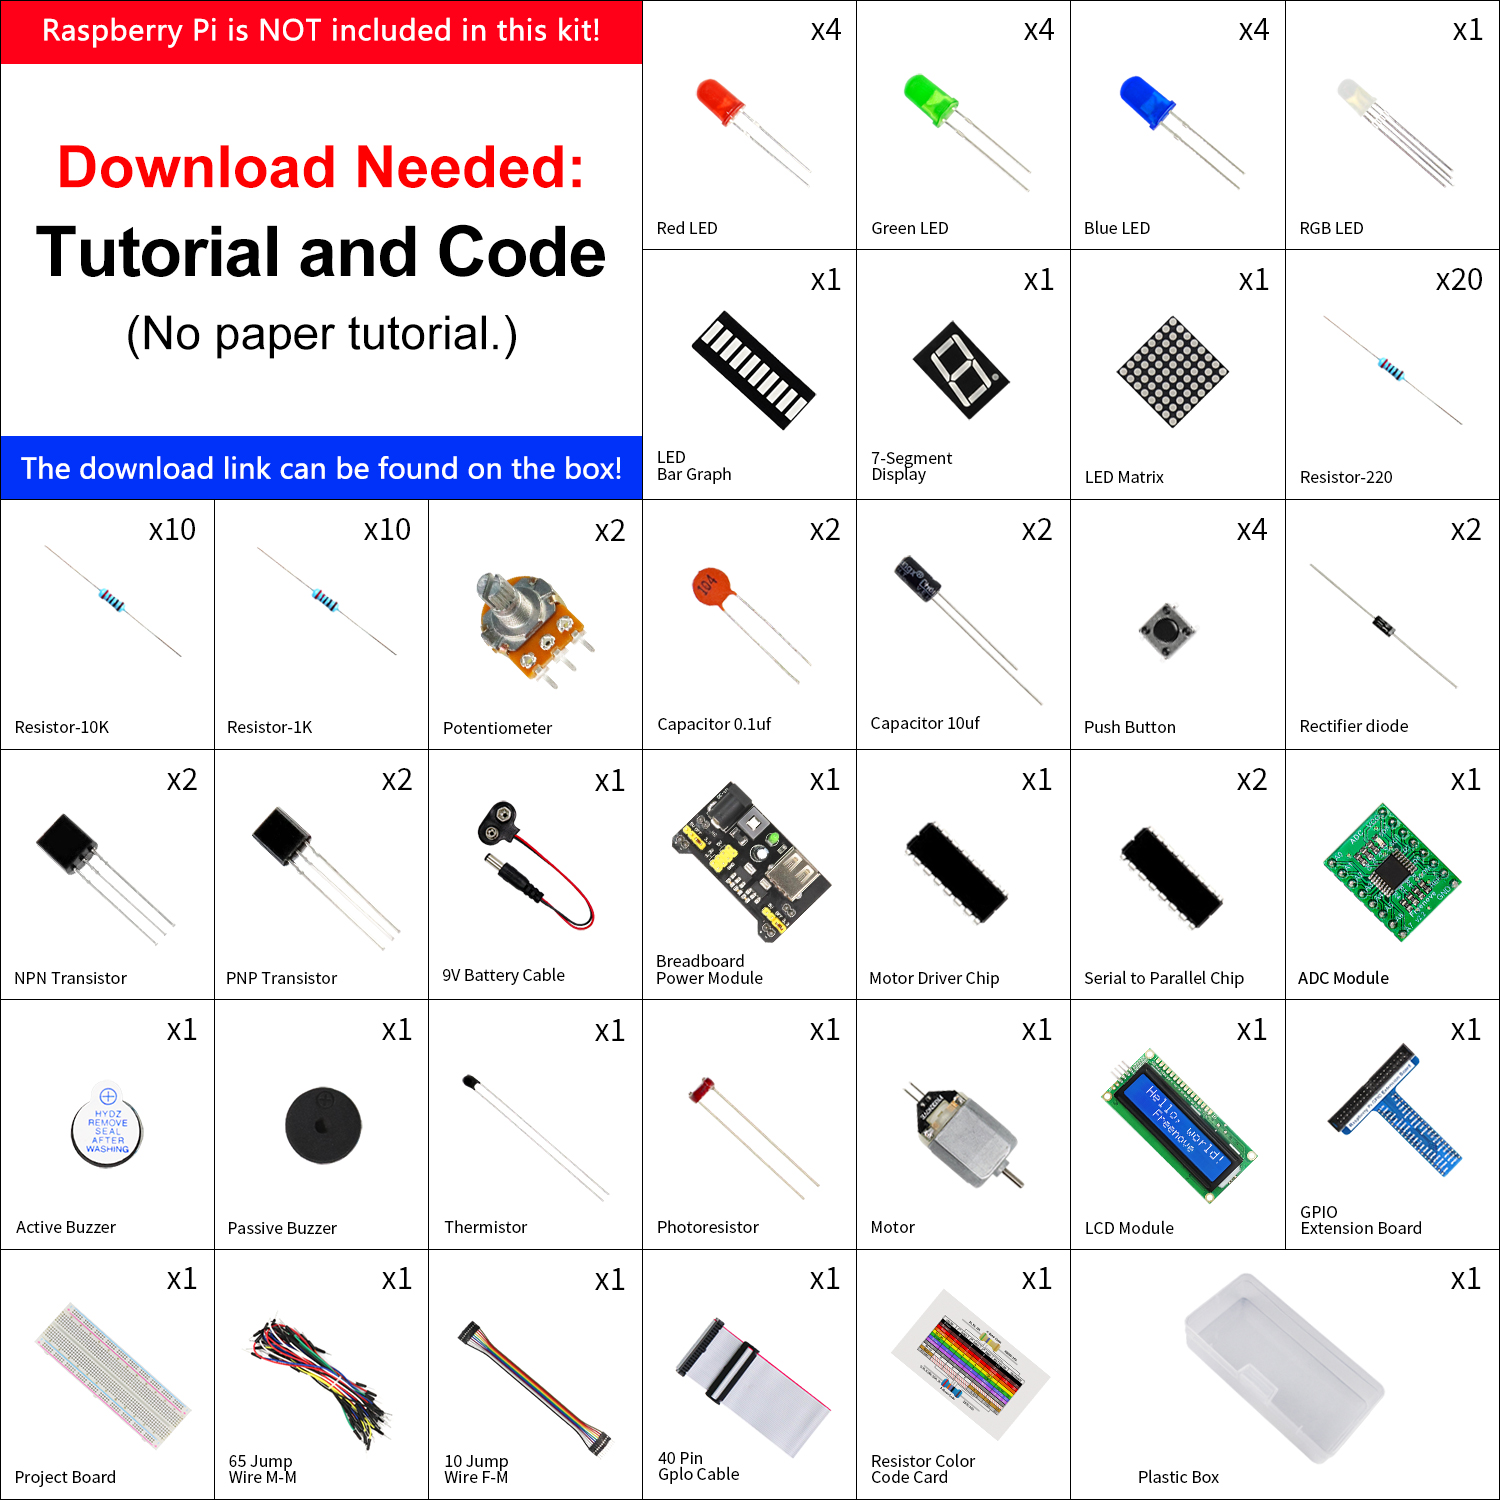 Raspberry Pi is NOT included in this kit!
Download Needed:
Tutorial and Code
(No paper tutorial.)
The download link can be found on the box!
x4
Red LED
x4
Green LED
x4
Blue LED
x1
RGB LED
x1
LED
Bar Graph
x1
7-Segment
Display
x1
LED Matrix
x20
Resistor-220
x10
Resistor-10K
x10
Resistor-1K
x2
Potentiometer
x2
104
Capacitor 0.1uf
x2
Capacitor 10uf
x4
Push Button
x2
Rectifier diode
x2
NPN Transistor
x2
PNP Transistor
x1
9V Battery Cable
x1
Breadboard
Power Module
x1
Motor Driver Chip
x2
Serial to Parallel Chip
x1
ADC
Freenove
ADC Module
x1
HYDZ
REMOVE
SEAL
AFTER
WASHING
Active Buzzer
x1
Passive Buzzer
x1
Thermistor
x1
Photoresistor
x1
Motor
x1
Hello, world!
Freenove
LCD Module
x1
Raspberry Pi GPIO Extension Board
GPIO
Extension Board
x1
Project Board
x1
65 Jump
Wire M-M
x1
10 Jump
Wire F-M
x1
40 Pin
Gplo Cable
x1
Resistor Color
Code Card
x1
Plastic Box